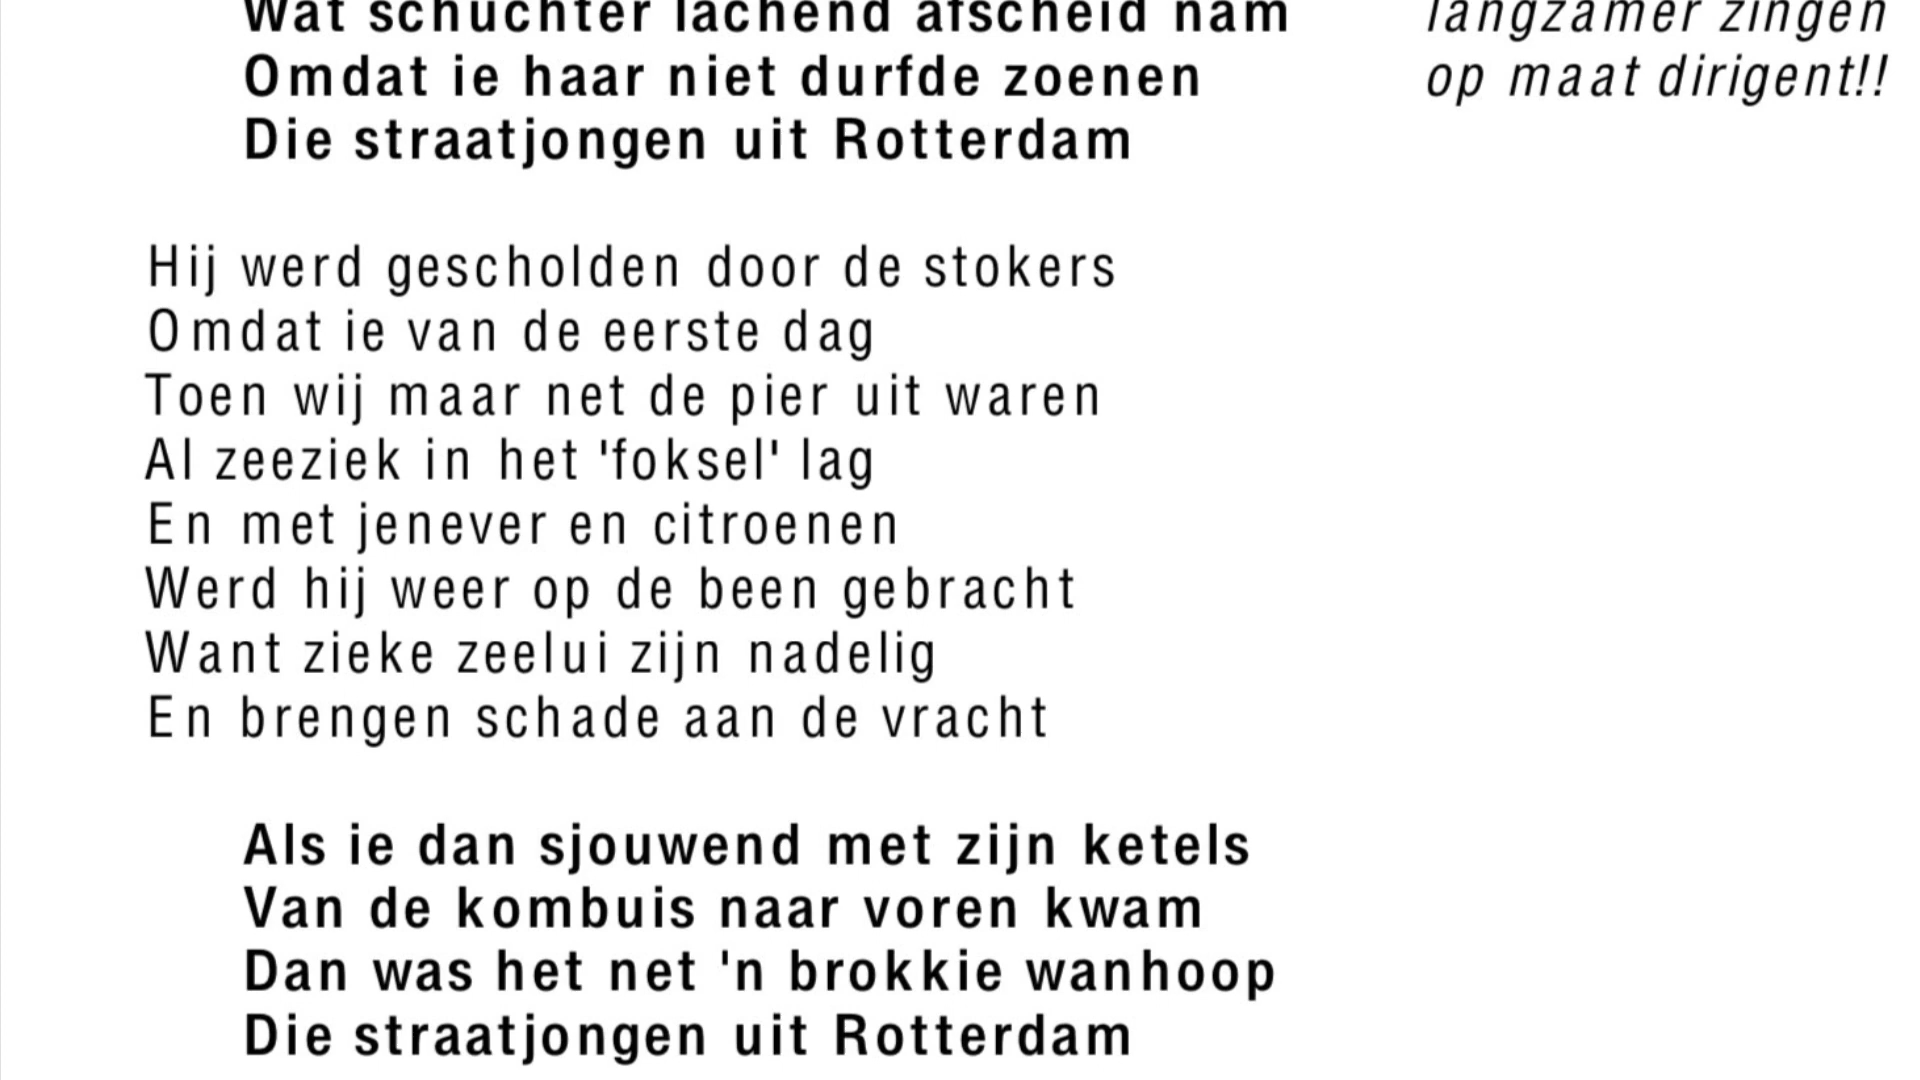 Wat schuchter lachend afscheid nam
langzamer zingen
Omdat ie haar niet durfde zoenen
op maat dirigent!!
Die straatjongen uit Rotterdam
Hij werd gescholden door de stokers
Omdat ie van de eerste dag
Toen wij maar net de pier uit waren
Al zeeziek in het 'foksel' lag
En met jenever en citroenen
Werd hij weer op de been gebracht
Want zieke zeelui zijn nadelig
En brengen schade aan de vracht
Als ie dan sjouwend met zijn ketels
Van de kombuis naar voren kwam
Dan was het net 'n brokkie wanhoop
Die straatjongen uit Rotterdam